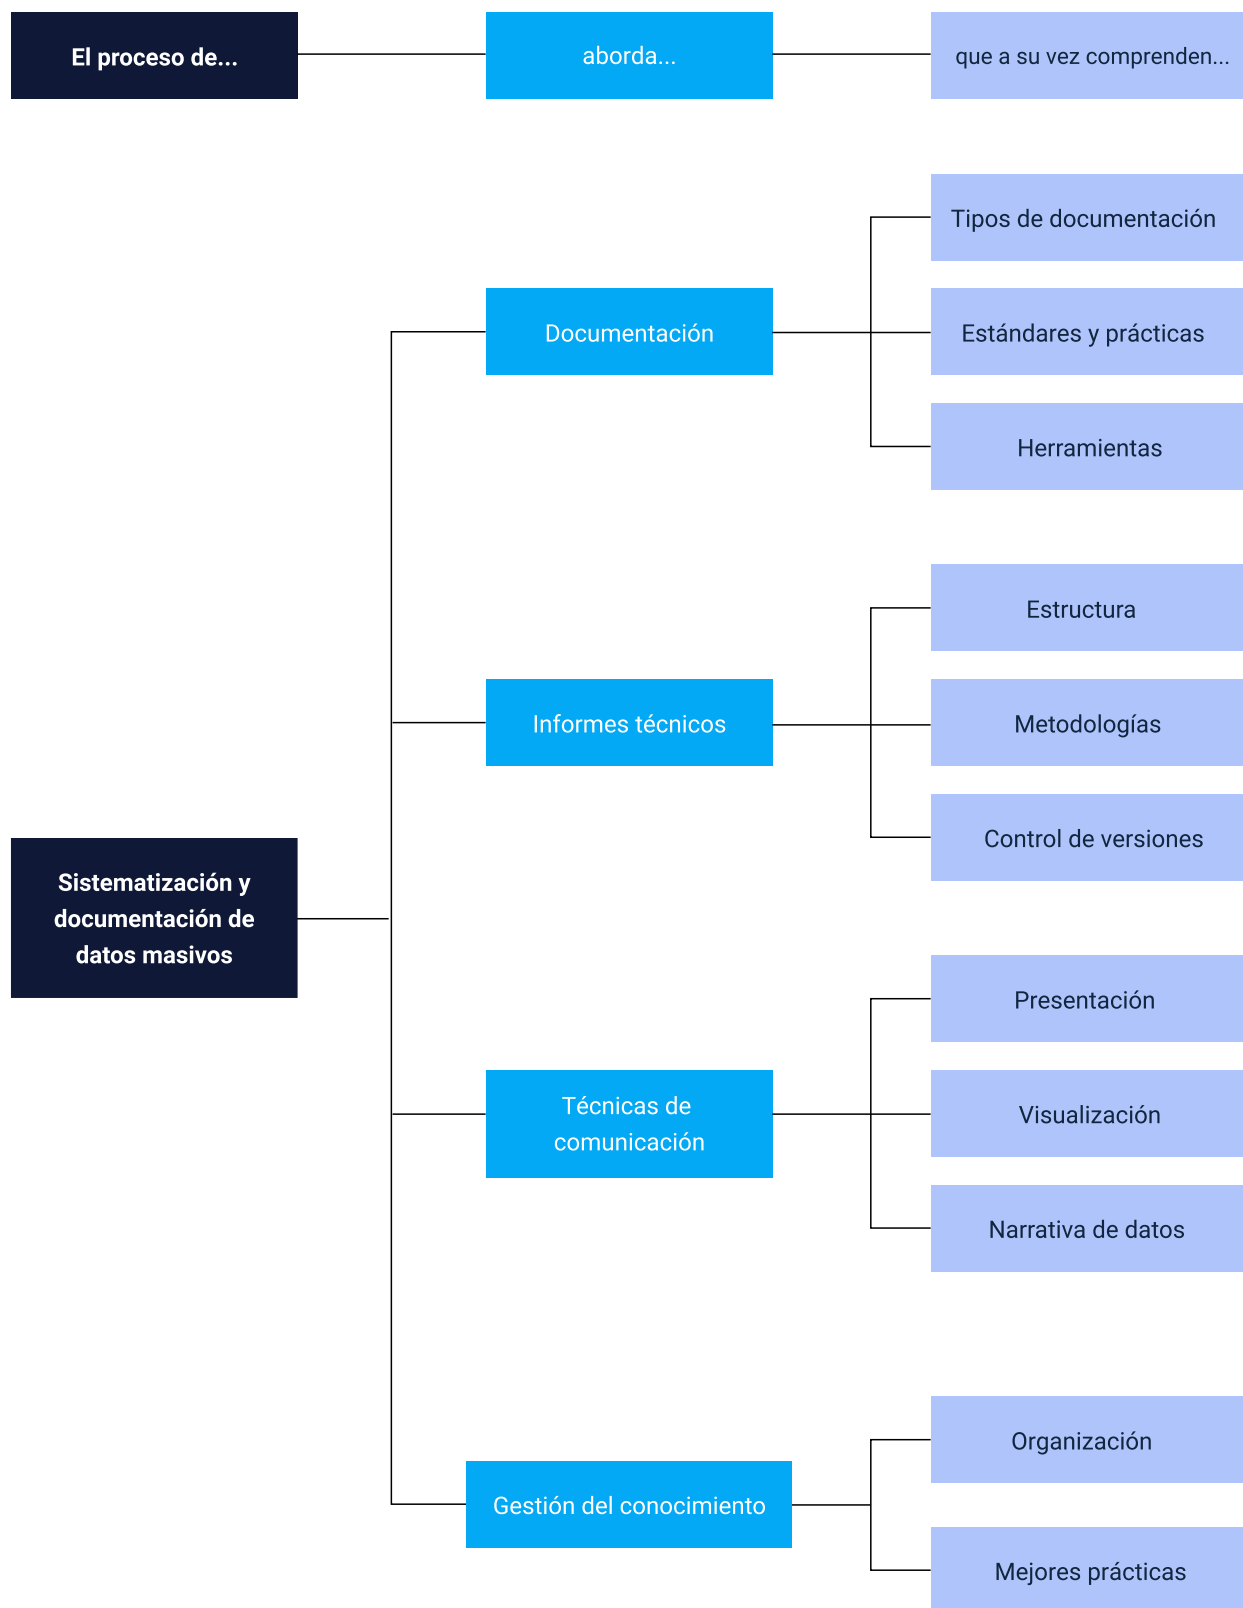 El proceso de...
aborda...
que a su vez comprenden...
Tipos de documentación
Documentación
Estándares y prácticas
Herramientas
Estructura
Informes técnicos
Metodologías
Control de versiones
Sistematización y
documentación de
datos masivos
Presentación
Técnicas de
comunicación
Visualización
Narrativa de datos
Organización
Gestión del conocimiento
Mejores prácticas